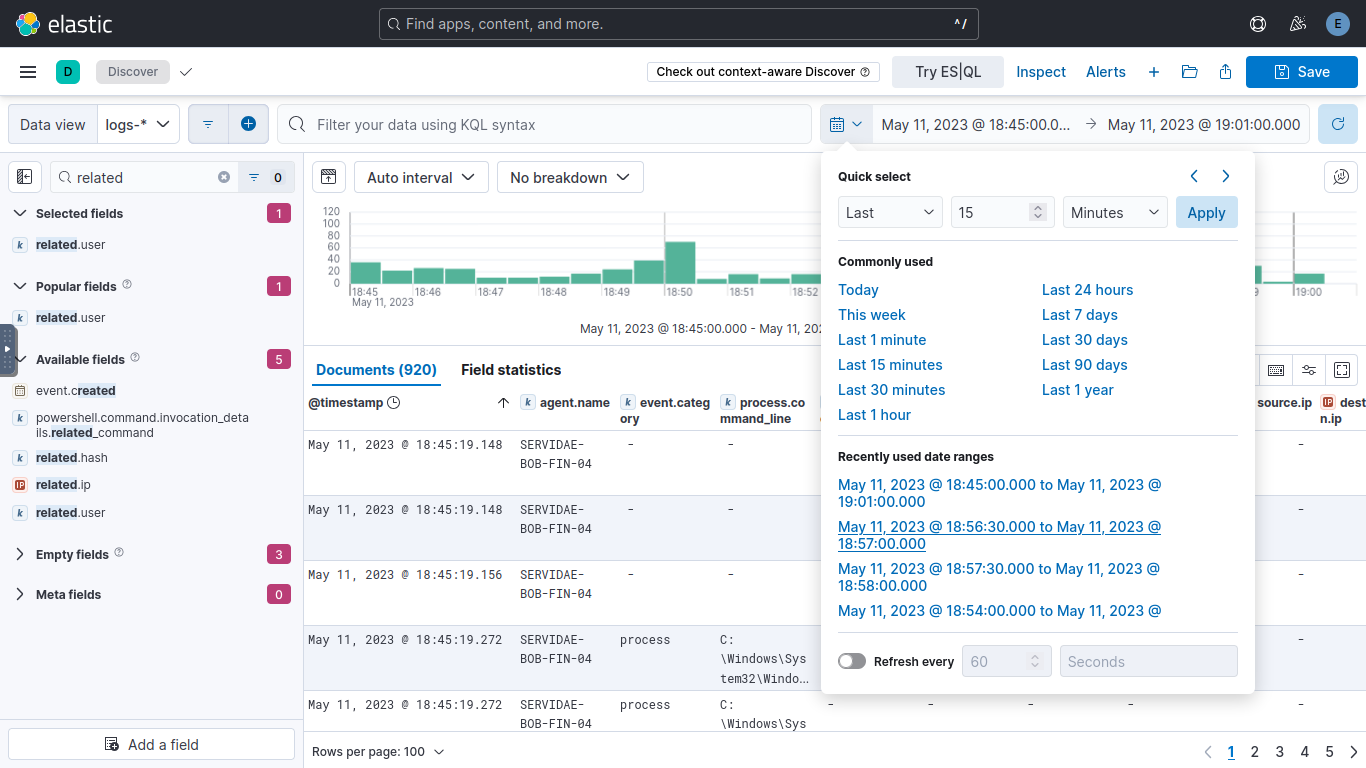 elastic
Find apps, content, and more.
^/
E
D
Discover
Check out context-aware Discover
Try ES|QL
Inspect
Alerts
Save
Data view
logs-*
Filter your data using KQL syntax
May 11, 2023 @ 18:45:00.0...
May 11, 2023 @ 19:01:00.000
related
0
Selected fields
1
k
related.user
Popular fields
1
k
related.user
Available fields
5
event.created
powershell.command.invocation_deta
ils.related_command
k
related.hash
IP
related.ip
k
related.user
Empty fields
3
Meta fields
0
Add a field
Auto interval
No breakdown
120
100
80
60
40
20
0
18:45
18:46
18:47
18:48
18:49
18:50
18:51
18:52
9
19:00
May 11, 2023
May 11, 2023 @ 18:45:00.000 - May 11, 202
Documents (920)
Field statistics
@timestamp
k agent.name
k event.categ
ory
k process.co
mmand_line
source.ip
IP dest
n.ip
May 11, 2023 @ 18:45:19.148
SERVIDAE-
BOB-FIN-04
-
-
-
May 11, 2023 @ 18:45:19.148
SERVIDAE-
BOB-FIN-04
-
-
-
May 11, 2023 @ 18:45:19.156
SERVIDAE-
BOB-FIN-04
-
-
-
May 11, 2023 @ 18:45:19.272
SERVIDAE-
BOB-FIN-04
process
C:
\Windows\Sys
tem32\Windo…
-
May 11, 2023 @ 18:45:19.272
SERVIDAE-
BOB-FIN-04
process
C:
\Windows\Sys
-
-
-
-
-
Rows per page: 100
1
2
3
4
5
Quick select
Last
15
Minutes
Apply
Commonly used
Today
Last 24 hours
This week
Last 7 days
Last 1 minute
Last 30 days
Last 15 minutes
Last 90 days
Last 30 minutes
Last 1 year
Last 1 hour
Recently used date ranges
May 11, 2023 @ 18:45:00.000 to May 11, 2023 @
19:01:00.000
May 11, 2023 @ 18:56:30.000 to May 11, 2023 @
18:57:00.000
May 11, 2023 @ 18:57:30.000 to May 11, 2023 @
18:58:00.000
May 11, 2023 @ 18:54:00.000 to May 11, 2023 @
Refresh every
60
Seconds